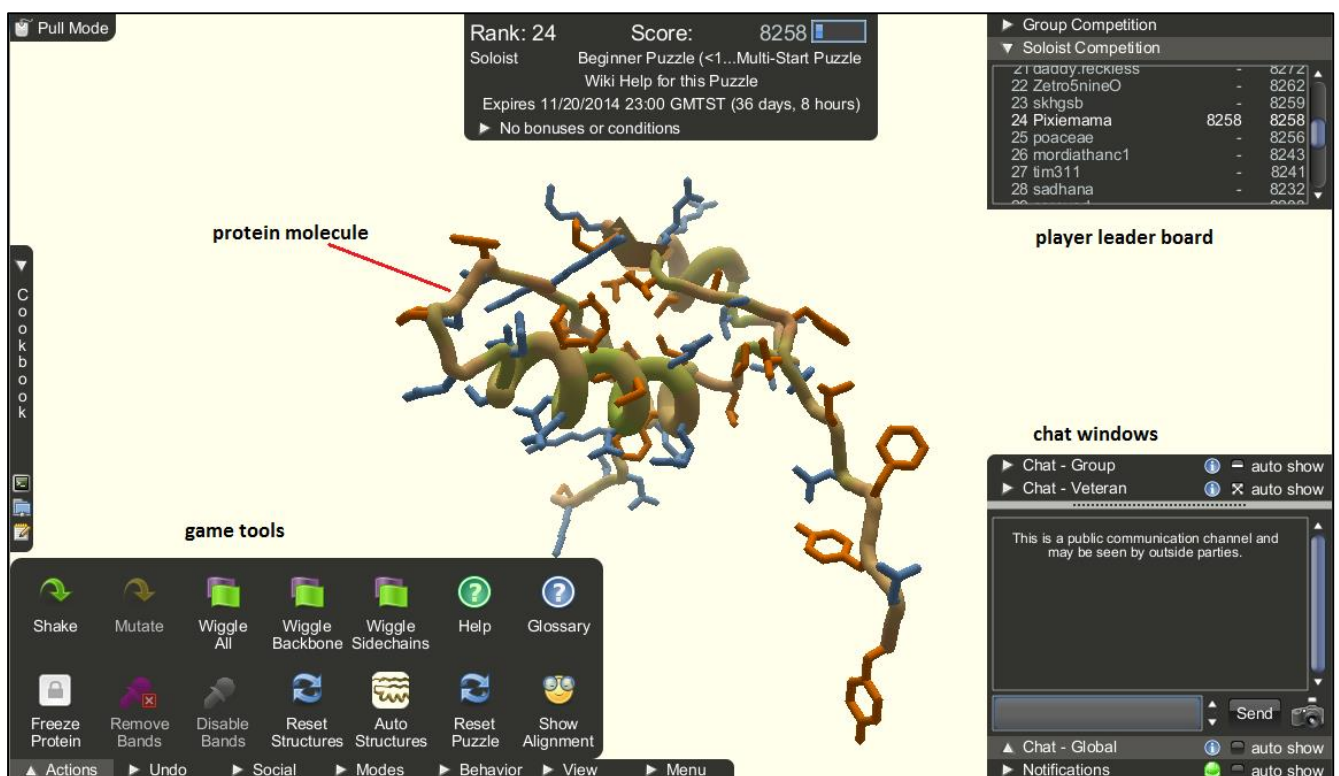 Pull Mode
Rank: 24 Score: 8258
Soloist Beginner Puzzle (<1...Multi-Start Puzzle
Wiki Help for this Puzzle
Expires 11/20/2014 23:00 GMTST (36 days, 8 hours)
No bonuses or conditions
Group Competition
Soloist Competition
21 daddy.reckless - 8272
22 Zetro5nineO - 8262
23 skhgsb - 8259
24 Pixiemama 8258 8258
25 poaceae - 8256
26 mordiathanc1 - 8243
27 tim311 - 8241
28 sadhana - 8232
player leader board
protein molecule
Cookbook
chat windows
Chat - Group auto show
Chat - Veteran auto show
This is a public communication channel and
may be seen by outside parties.
Send
Chat - Global auto show
Notifications auto show
game tools
Shake Mutate Wiggle Wiggle Wiggle Help Glossary
All Backbone Sidechains
Freeze Remove Disable Reset Auto Reset Show
Protein Bands Bands Structures Structures Puzzle Alignment
Actions Undo Social Modes Behavior View Menu